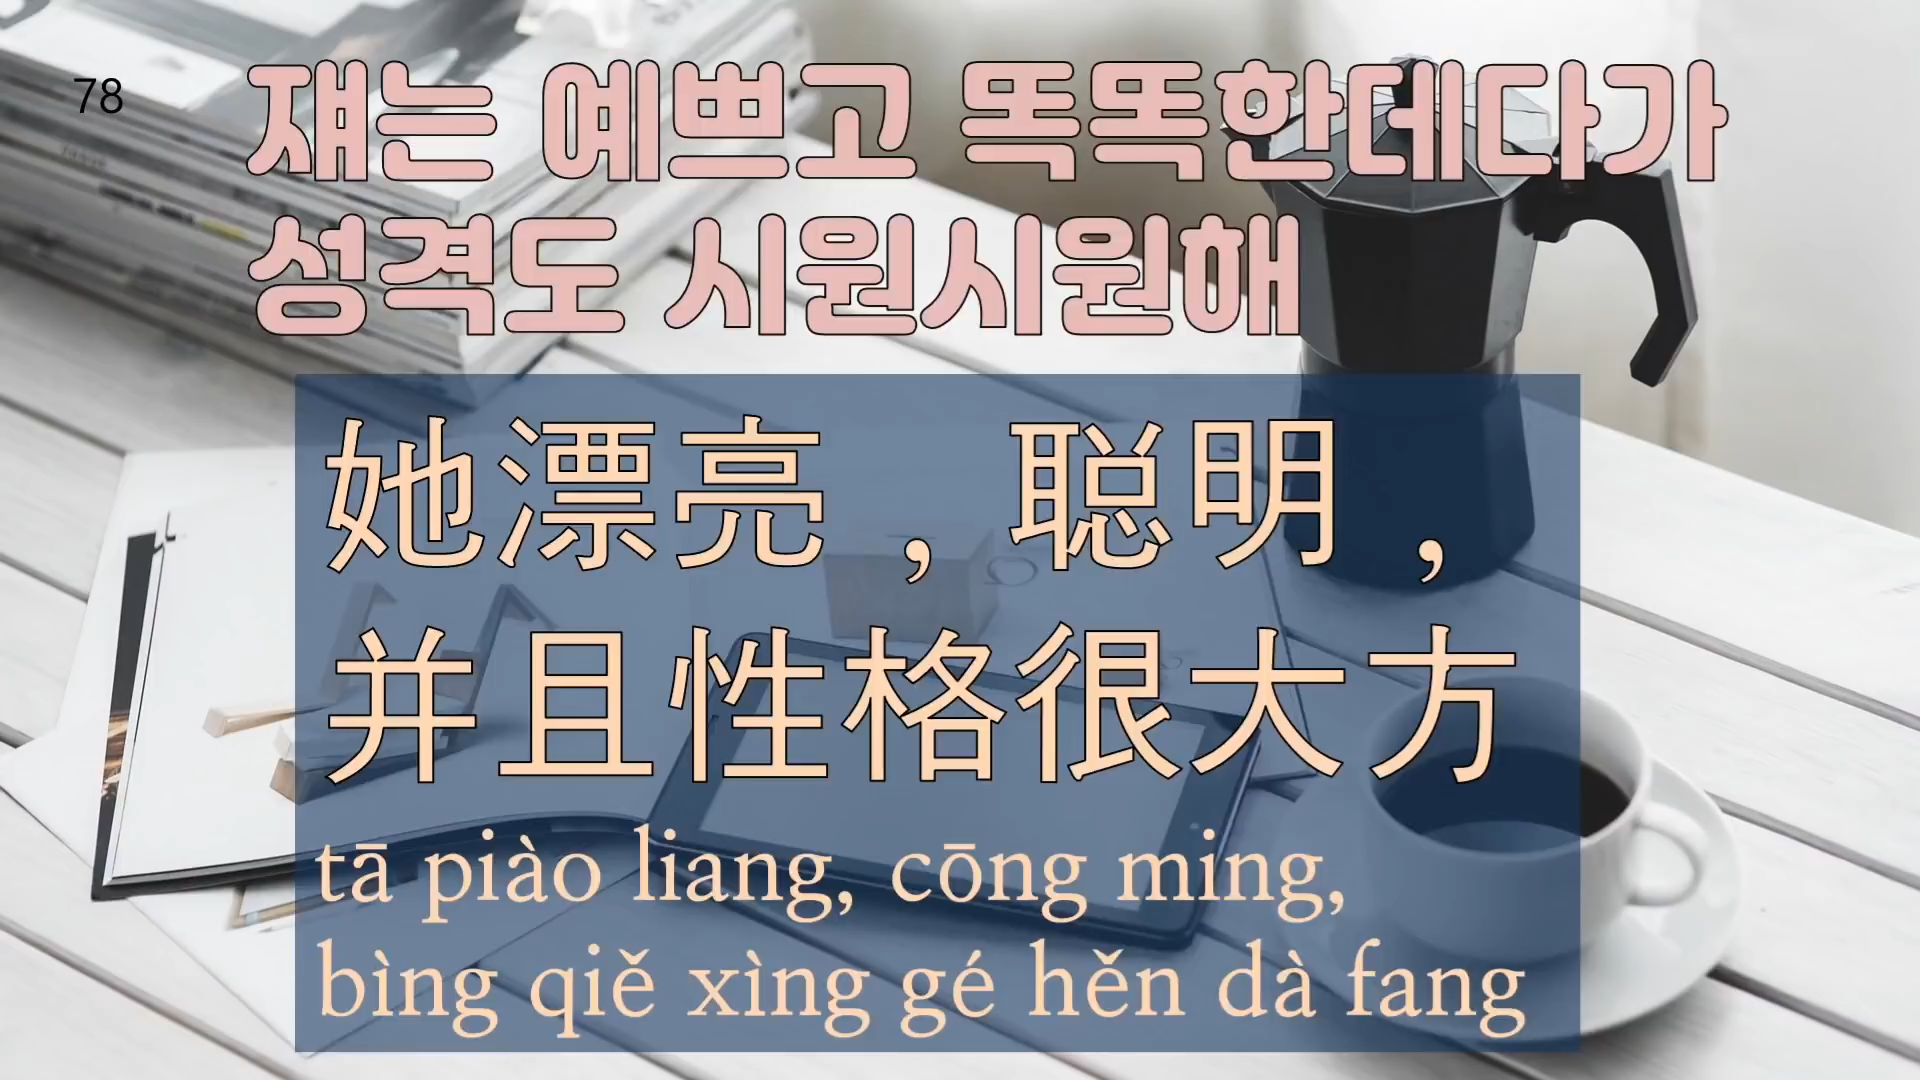 78
쟤는 예쁘고 똑똑한데다가
성격도 시원시원해
她漂亮，聪明，
并且性格很大方
tā piào liang, cōng ming,
bìng qiě xìng gé hěn dà fang